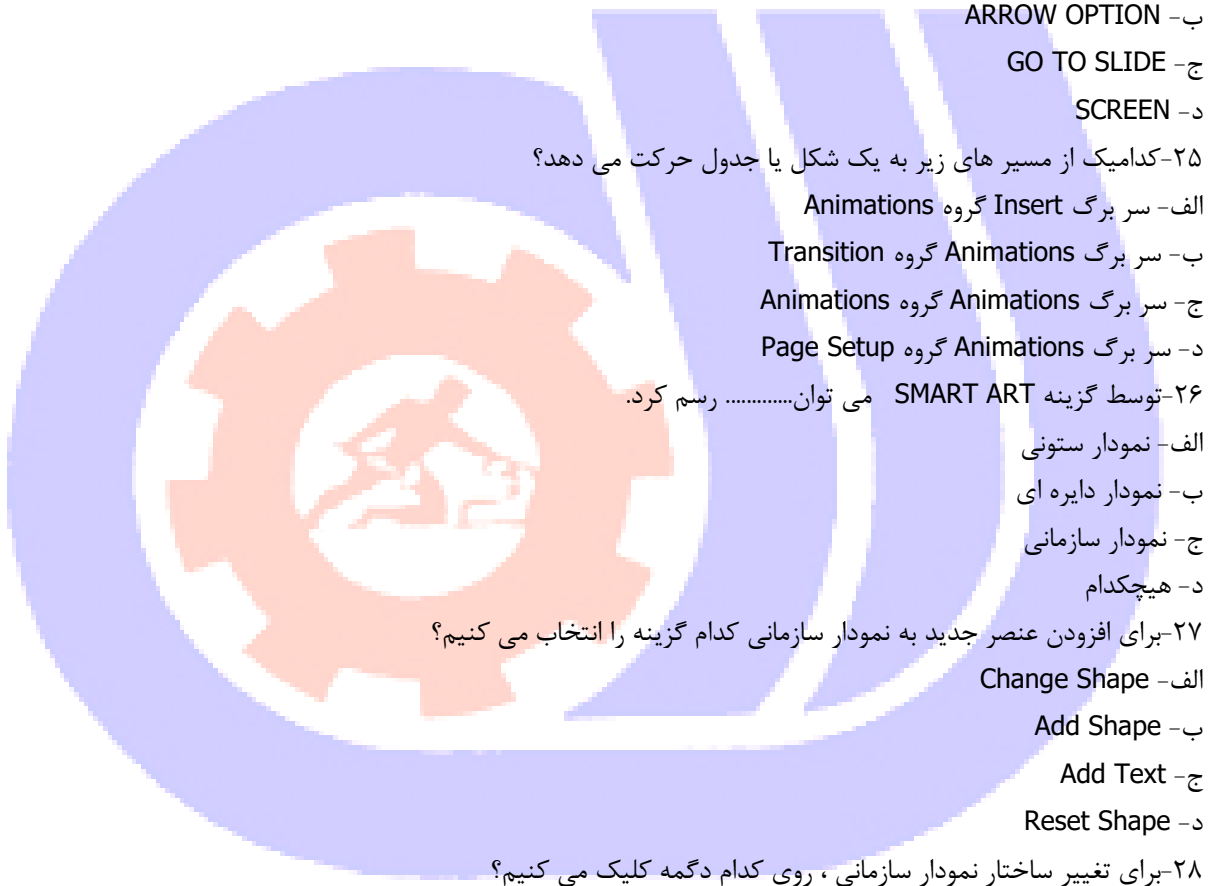 ب- ARROW OPTION
ج- GO TO SLIDE
د- SCREEN
۲۵-کدامیک از مسیر های زیر به یک شکل یا جدول حرکت می دهد؟
الف- سر برگ Insert گروه Animations
ب- سر برگ Animations گروه Transition
ج- سر برگ Animations گروه Animations
د- سر برگ Animations گروه Page Setup
۲۶-توسط گزینه SMART ART می توان............ رسم کرد.
الف- نمودار ستونی
ب- نمودار دایره ای
ج- نمودار سازمانی
د- هیچکدام
۲۷-برای افزودن عنصر جدید به نمودار سازمانی کدام گزینه را انتخاب می کنیم؟
الف- Change Shape
ب- Add Shape
ج- Add Text
د- Reset Shape
۲۸-برای تغییر ساختار نمودار سازمانی ، روی کدام دگمه کلیک می کنیم؟